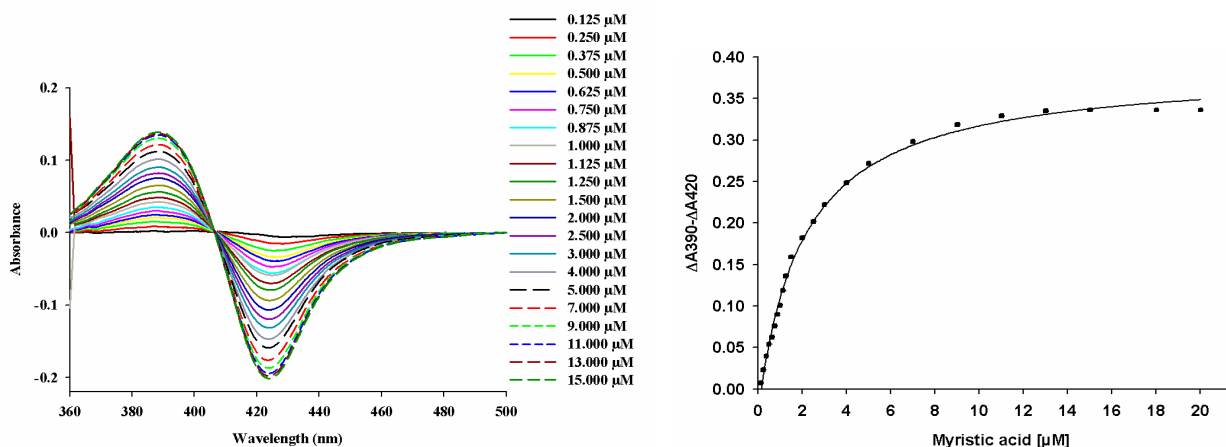 0.125 µM
0.250 µM
0.375 µM
0.500 µM
0.625 µM
0.750 µM
0.875 µM
1.000 µM
1.125 µM
1.250 µM
1.500 µM
2.000 µM
2.500 µM
3.000 µM
4.000 µM
5.000 µM
7.000 µM
9.000 µM
11.000 µM
13.000 µM
15.000 µM
Absorbance
0.2
0.1
0.0
-0.1
-0.2
360 380 400 420 440 460 480 500
Wavelength (nm)
ΔA390-ΔA420
0.40
0.35
0.30
0.25
0.20
0.15
0.10
0.05
0.00
0 2 4 6 8 10 12 14 16 18 20
Myristic acid [µM]